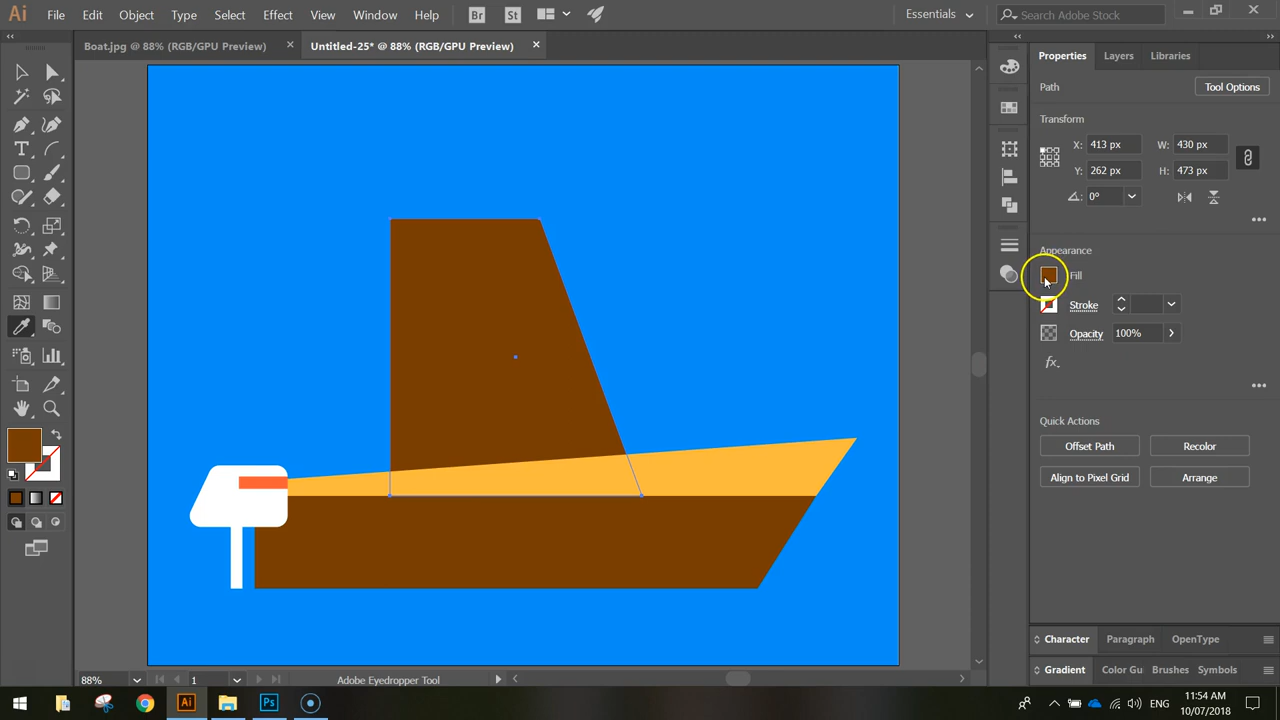 Ai File Edit Object Type Select Effect View Window Help Br St Essentials Search Adobe Stock
Boat.jpg @ 88% (RGB/GPU Preview) × Untitled-25* @ 88% (RGB/GPU Preview) ×
Properties Layers Libraries
Path Tool Options
Transform
X: 413 px W: 430 px
Y: 262 px H: 473 px
0°
Appearance
Fill
Stroke
Opacity 100%
fx.
Quick Actions
Offset Path Recolor
Align to Pixel Grid Arrange
Character Paragraph OpenType
Gradient Color Gu Brushes Symbols
88% 1 Adobe Eyedropper Tool
Ai Ps ENG 11:54 AM
10/07/2018